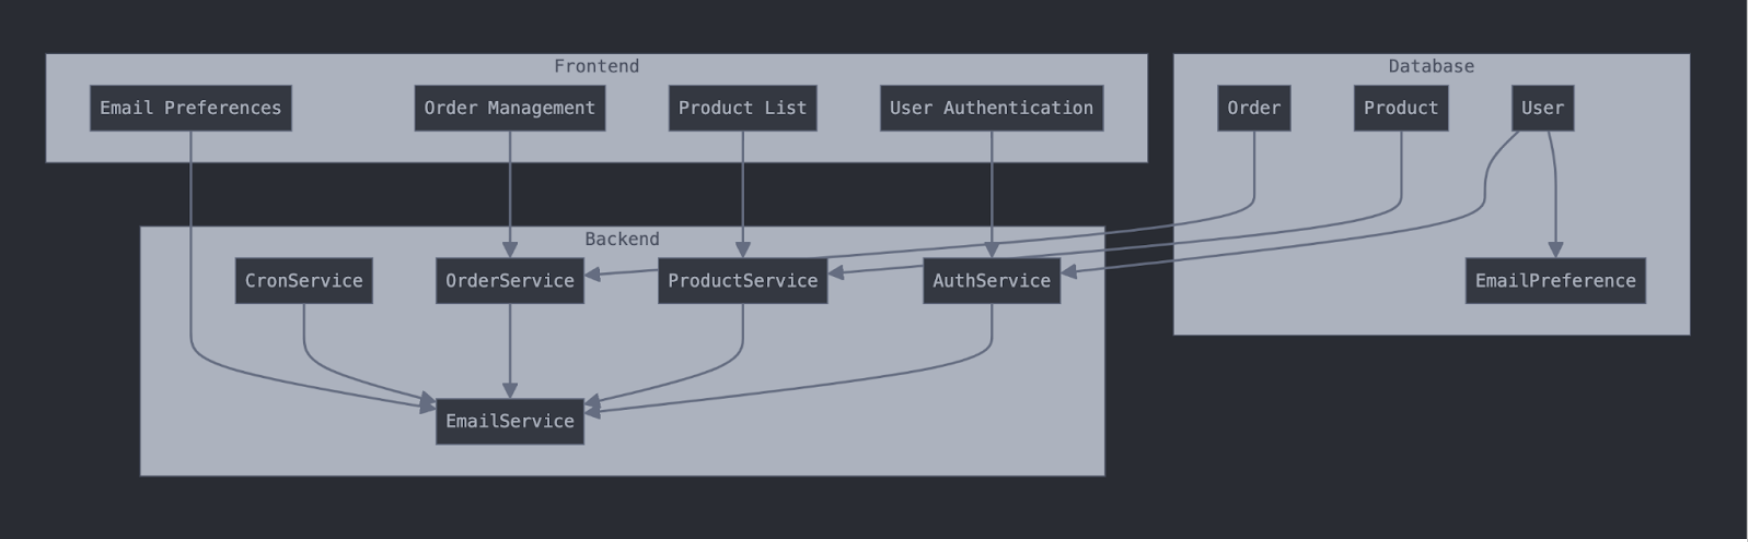 Frontend
Email Preferences
Order Management
Product List
User Authentication
Database
Order
Product
User
Backend
CronService
OrderService
ProductService
AuthService
EmailPreference
EmailService